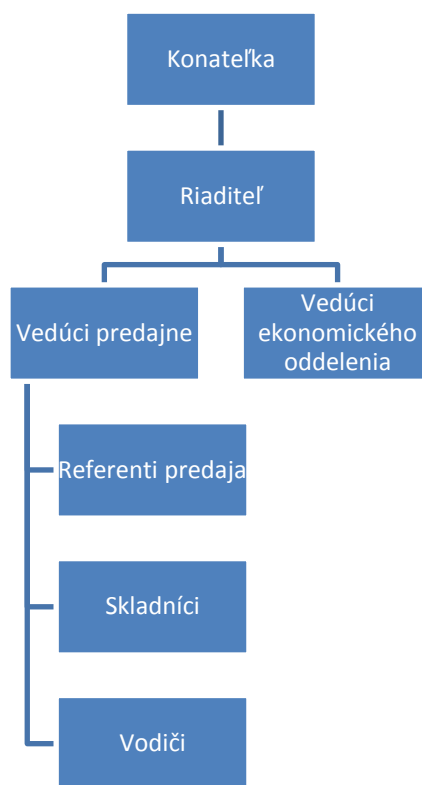 Konateľka
Riaditeľ
Vedúci predajne
Vedúci
ekonomického
oddelenia
Referenti predaja
Skladníci
Vodiči